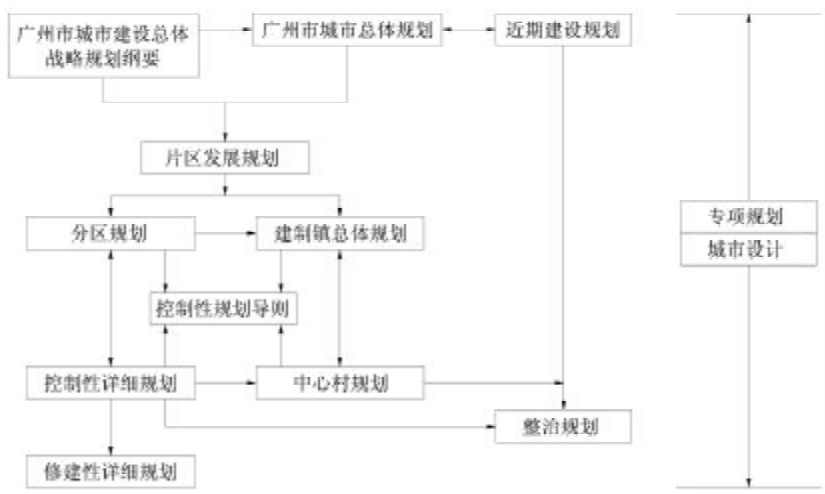 广州市城市建设总体
战略规划纲要
广州市城市总体规划
近期建设规划
片区发展规划
分区规划
建制镇总体规划
专项规划
城市设计
控制性规划导则
控制性详细规划
中心村规划
整治规划
修建性详细规划